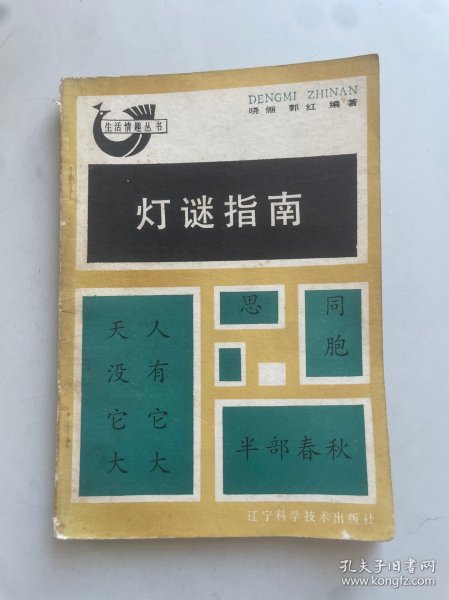 DENGMI ZHINAN
晓俪 郭红 编著
生活情趣丛书
灯谜指南
人有它大
天没它大
思
同胞
半部春秋
辽宁科学技术出版社
孔夫子旧书网
www.kongfz.com